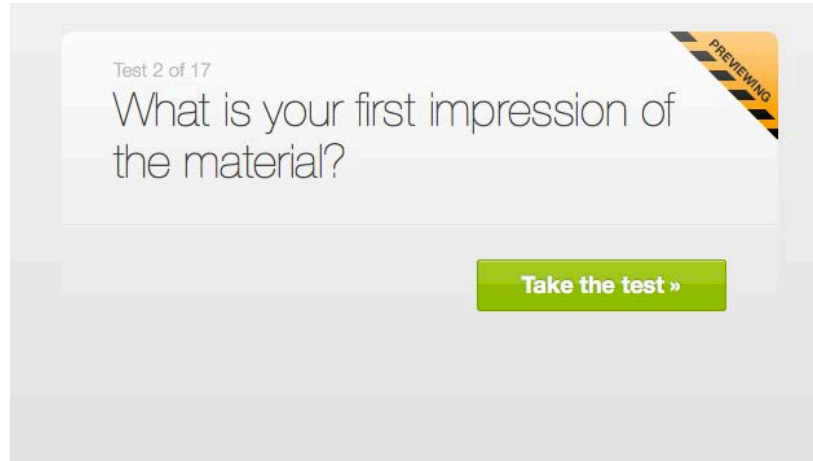 Test 2 of 17
PREVIEWING
What is your first impression of
the material?
Take the test »